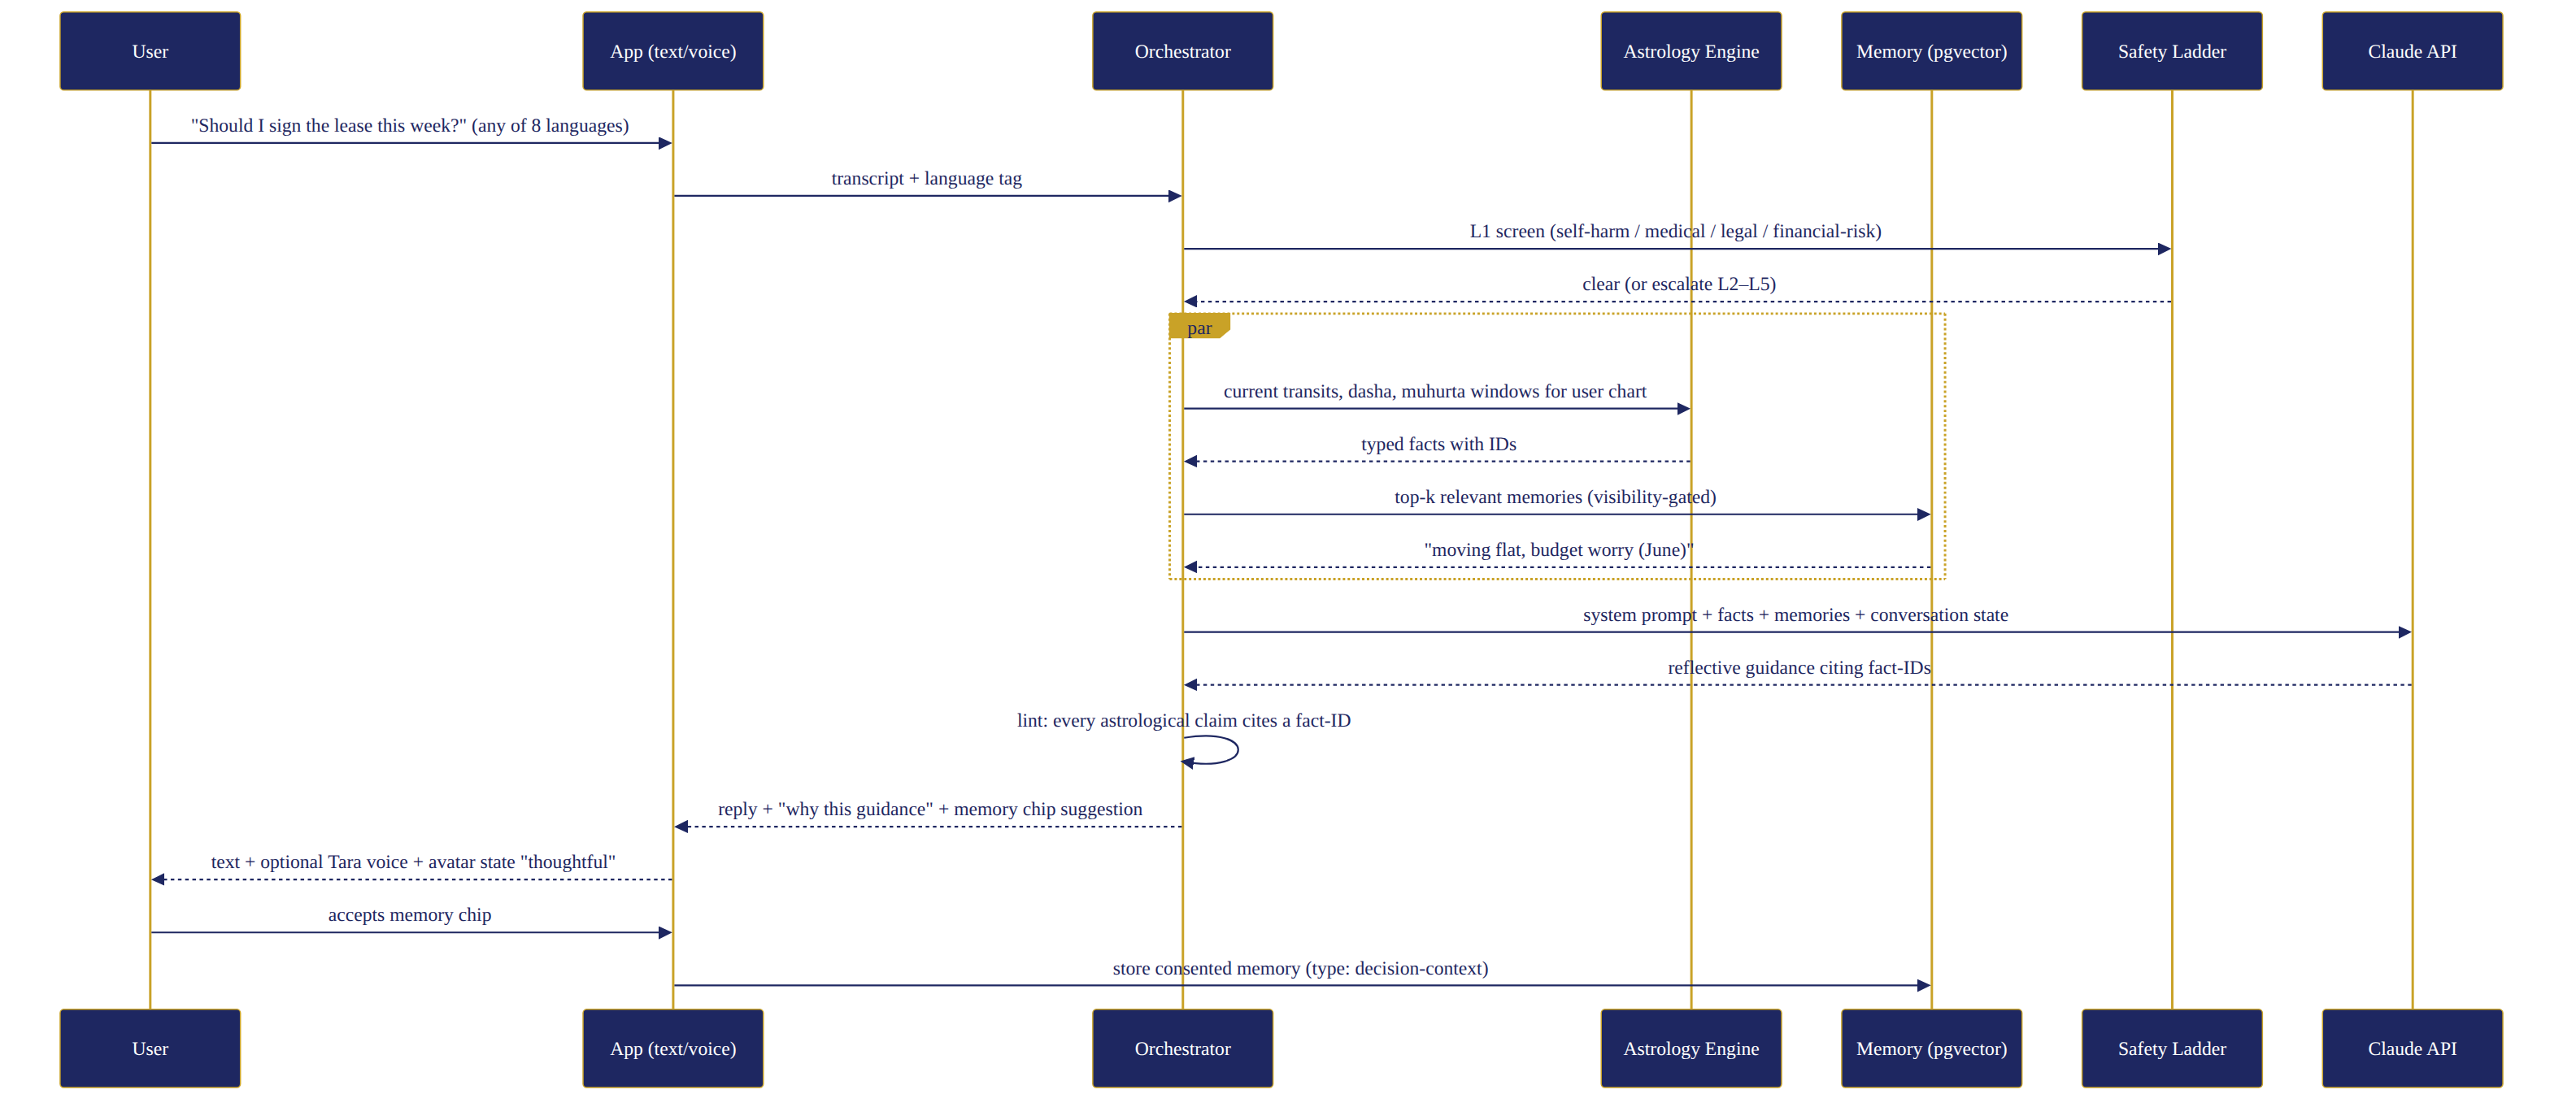 User
App (text/voice)
Orchestrator
Astrology Engine
Memory (pgvector)
Safety Ladder
Claude API
"Should I sign the lease this week?" (any of 8 languages)
transcript + language tag
L1 screen (self-harm / medical / legal / financial-risk)
clear (or escalate L2–L5)
par
current transits, dasha, muhurta windows for user chart
typed facts with IDs
top-k relevant memories (visibility-gated)
"moving flat, budget worry (June)"
system prompt + facts + memories + conversation state
reflective guidance citing fact-IDs
lint: every astrological claim cites a fact-ID
reply + "why this guidance" + memory chip suggestion
text + optional Tara voice + avatar state "thoughtful"
accepts memory chip
store consented memory (type: decision-context)
User
App (text/voice)
Orchestrator
Astrology Engine
Memory (pgvector)
Safety Ladder
Claude API